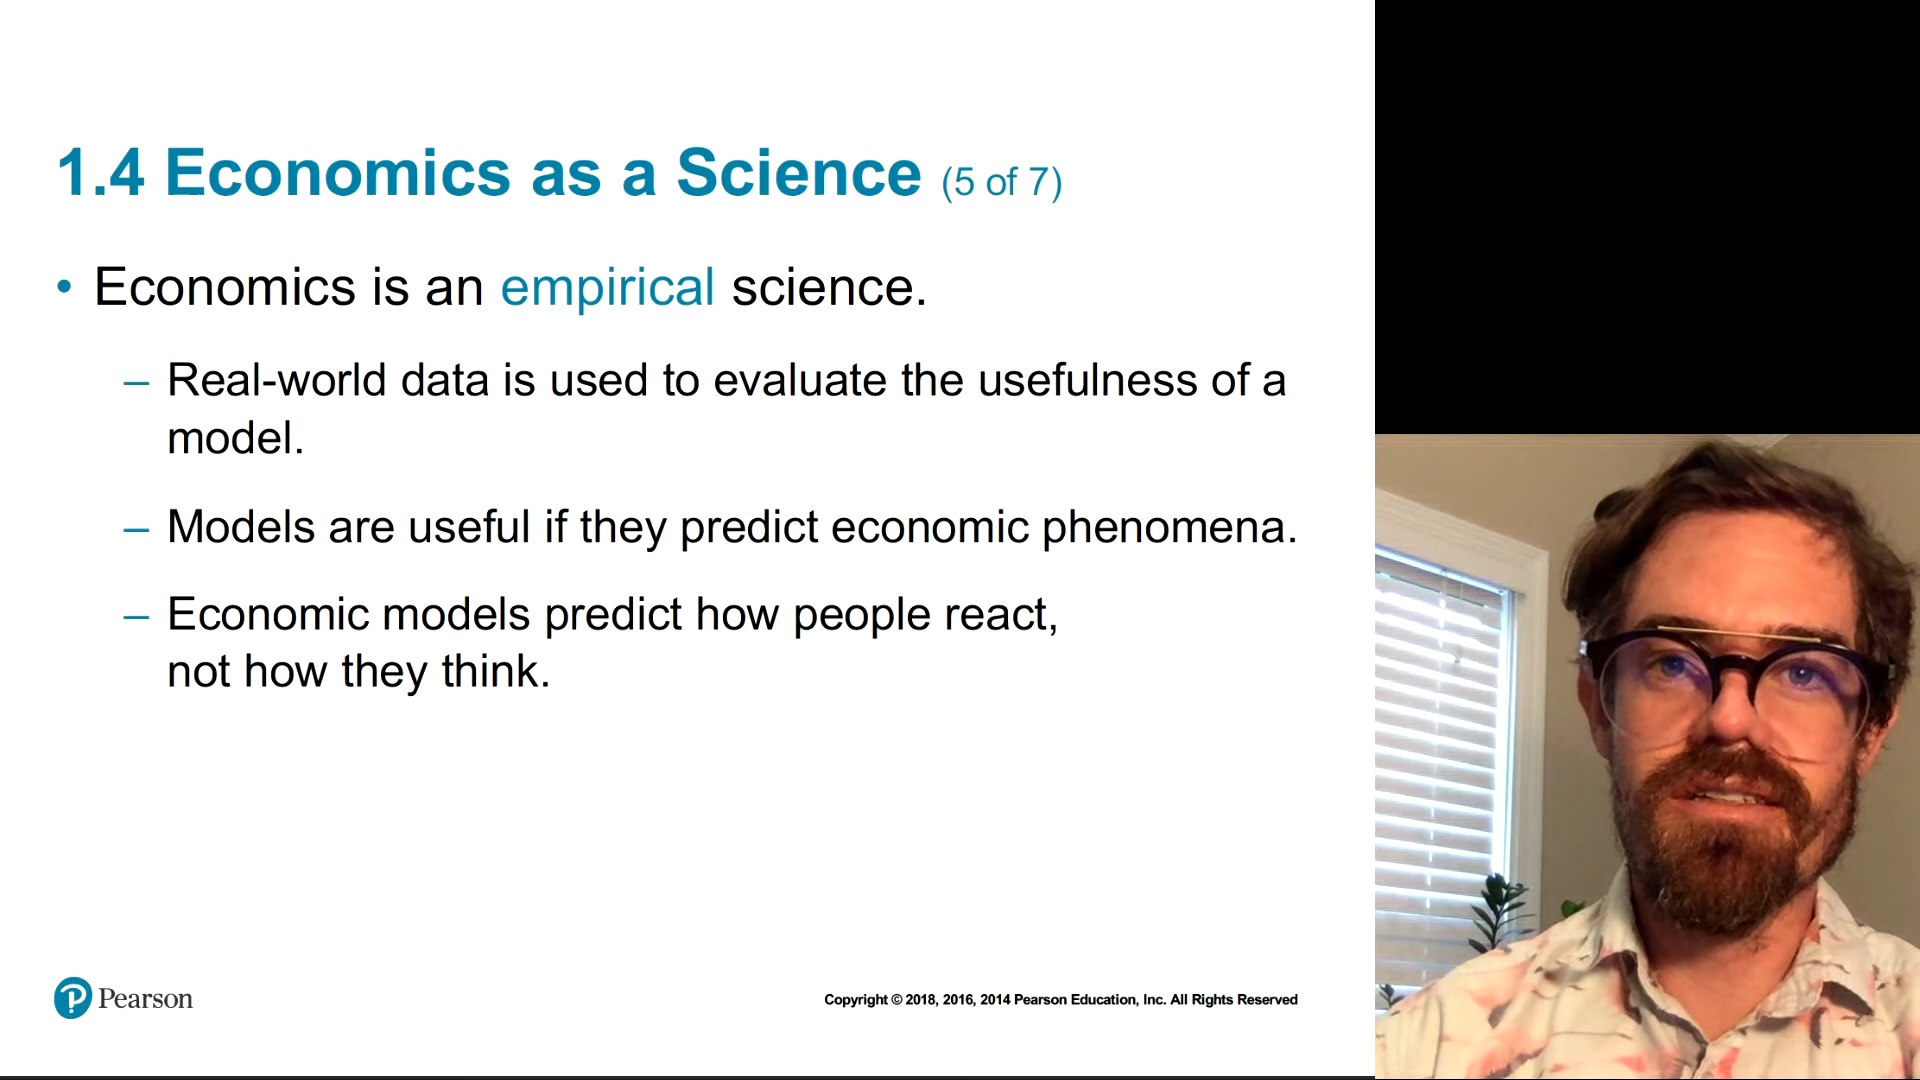 1.4 Economics as a Science (5 of 7)
• Economics is an empirical science.
– Real-world data is used to evaluate the usefulness of a
model.
– Models are useful if they predict economic phenomena.
– Economic models predict how people react,
not how they think.
Pearson
Copyright © 2018, 2016, 2014 Pearson Education, Inc. All Rights Reserved